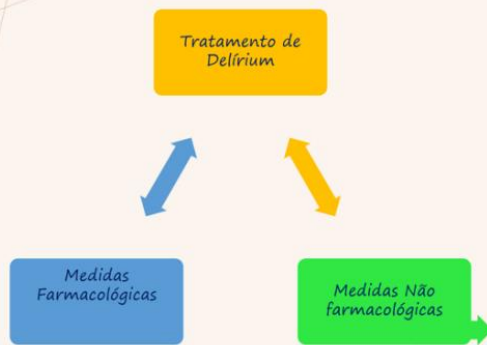 Tratamento de
Delírium
Medidas
Farmacológicas
Medidas Não
farmacológicas